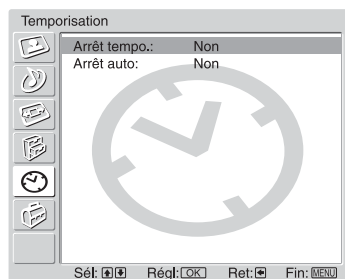 Temporisation
Arrêt tempo.: Non
Arrêt auto: Non
Sél: Régl: OK Ret: Fin: MENU